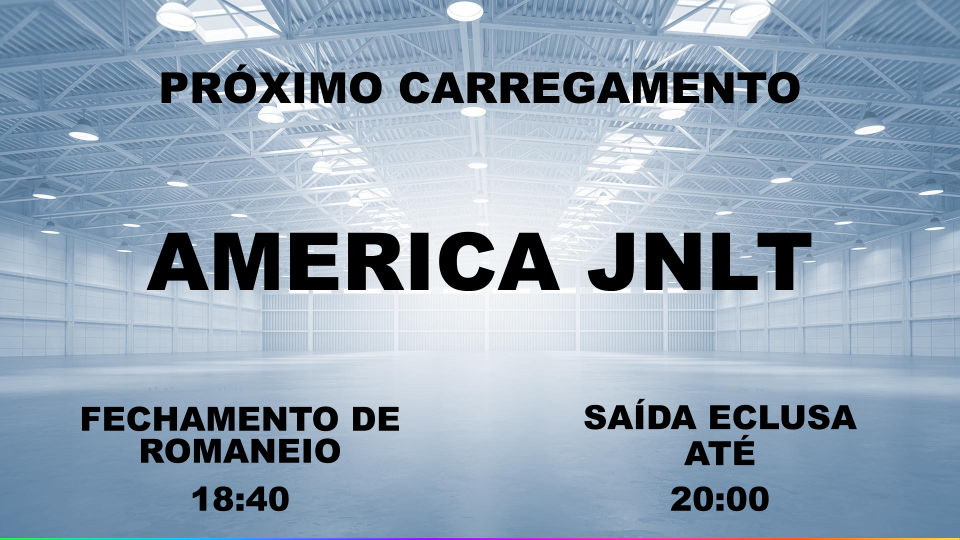 PRÓXIMO CARREGAMENTO
AMERICA JNLT
FECHAMENTO DE
ROMANEIO
18:40
SAÍDA ECLUSA
ATÉ
20:00